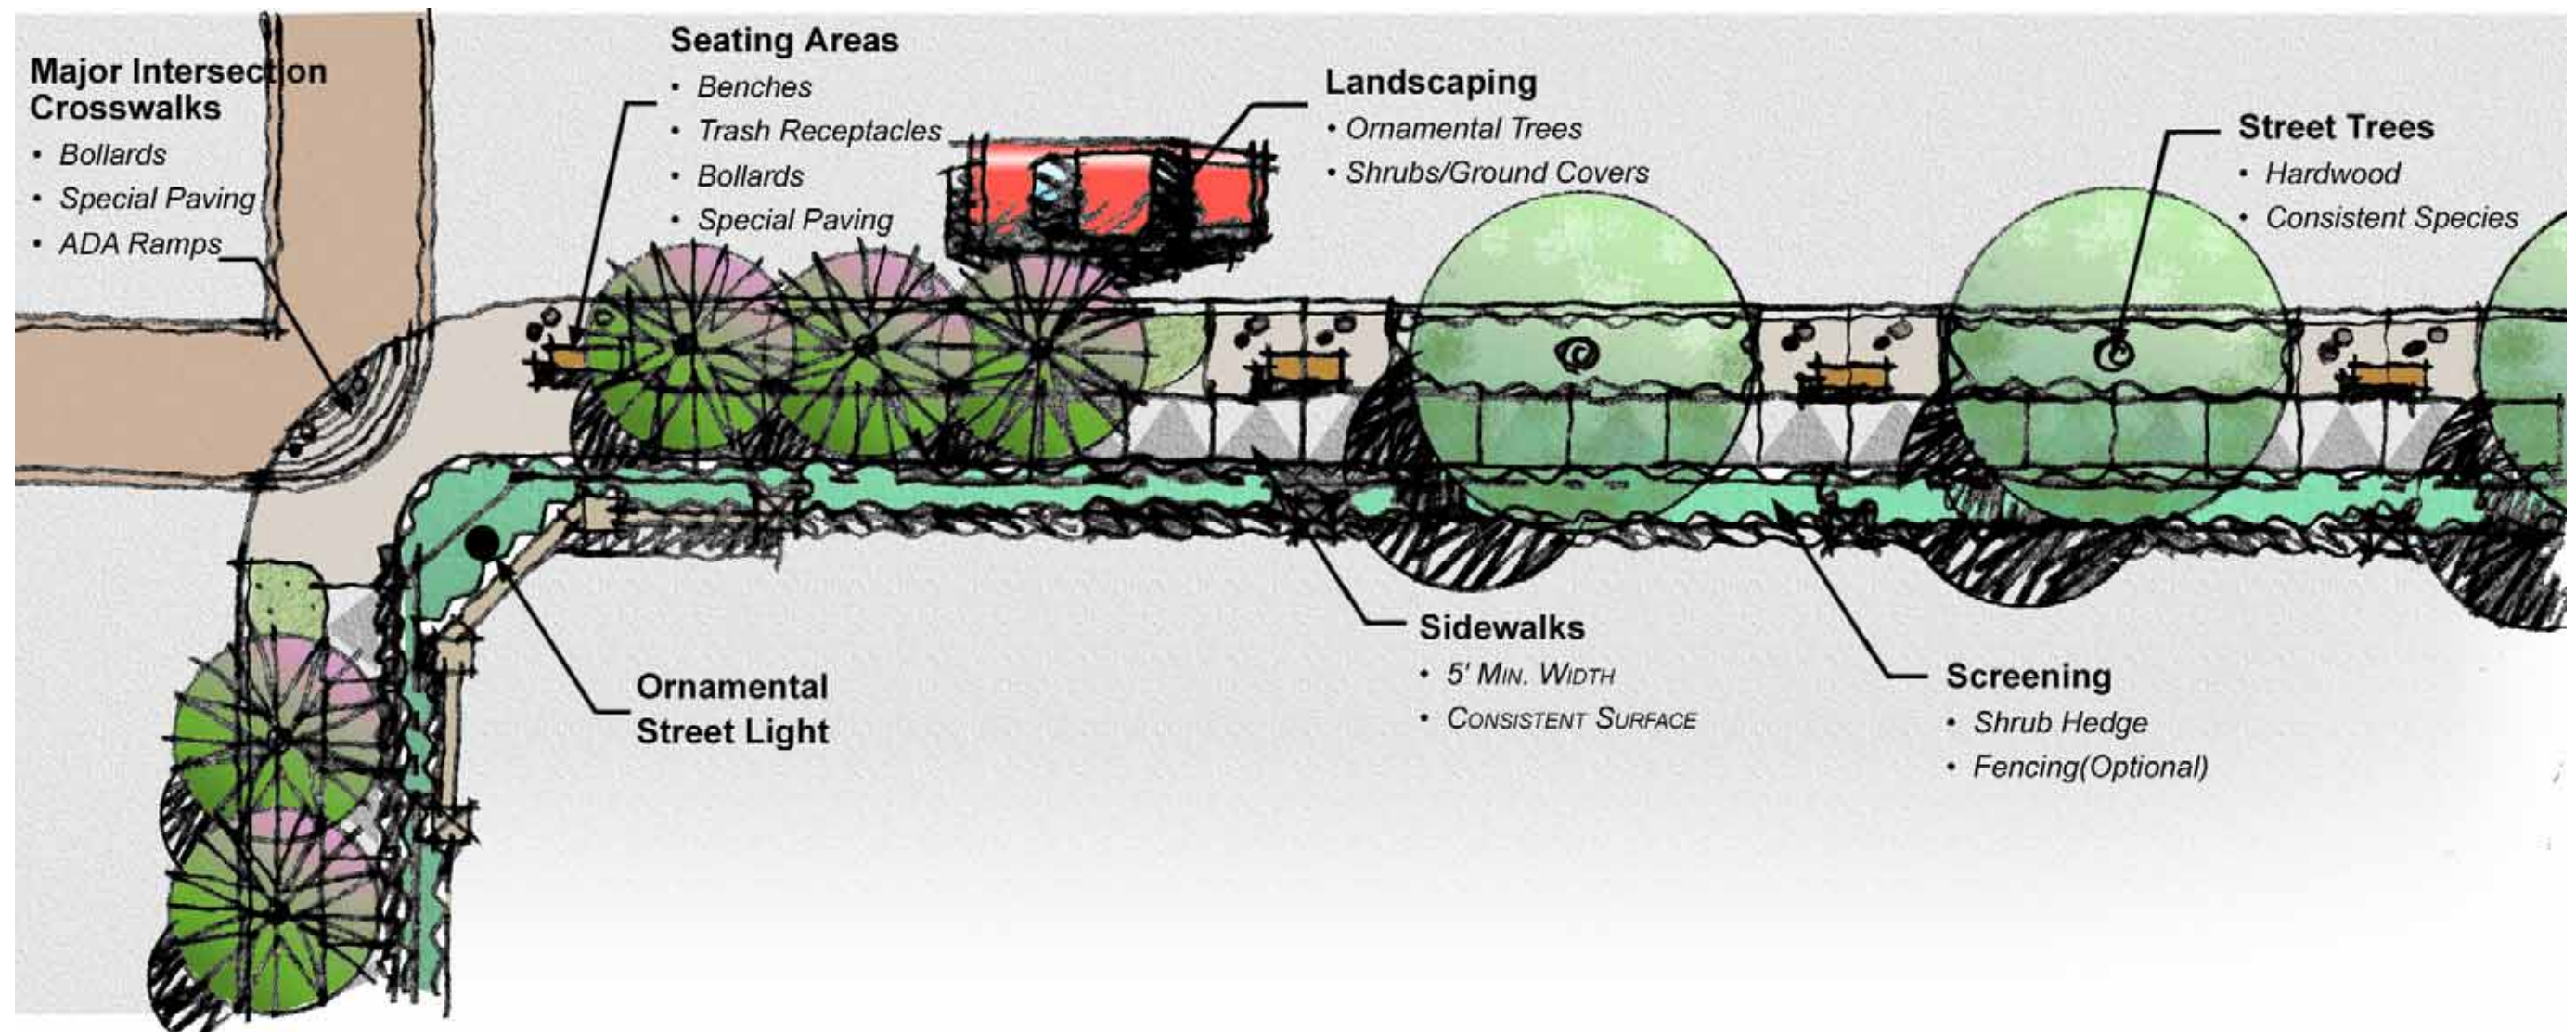 Major Intersection
Crosswalks
• Bollards
• Special Paving
• ADA Ramps
Seating Areas
• Benches
• Trash Receptacles
• Bollards
• Special Paving
Landscaping
• Ornamental Trees
• Shrubs/Ground Covers
Street Trees
• Hardwood
• Consistent Species
Ornamental
Street Light
Sidewalks
• 5' MIN. WIDTH
• CONSISTENT SURFACE
Screening
• Shrub Hedge
• Fencing(Optional)